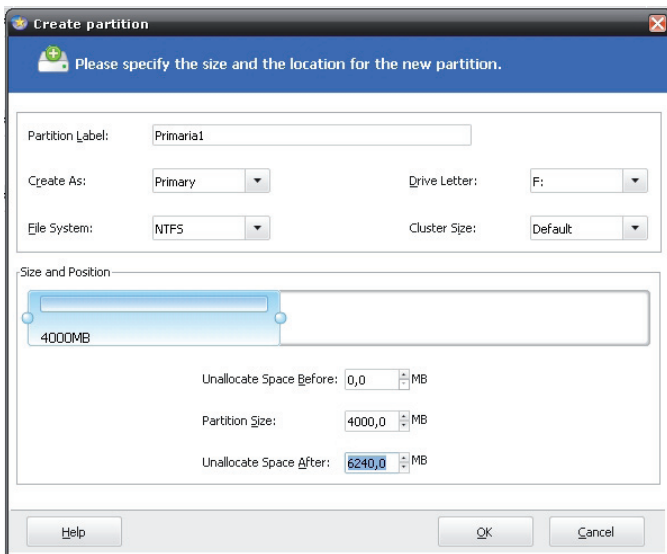 Create partition
Please specify the size and the location for the new partition.
Partition Label: Primaria1
Create As: Primary Drive Letter: F:
File System: NTFS Cluster Size: Default
Size and Position
4000MB
Unallocate Space Before: 0,0 MB
Partition Size: 4000,0 MB
Unallocate Space After: 6240,0 MB
Help OK Cancel